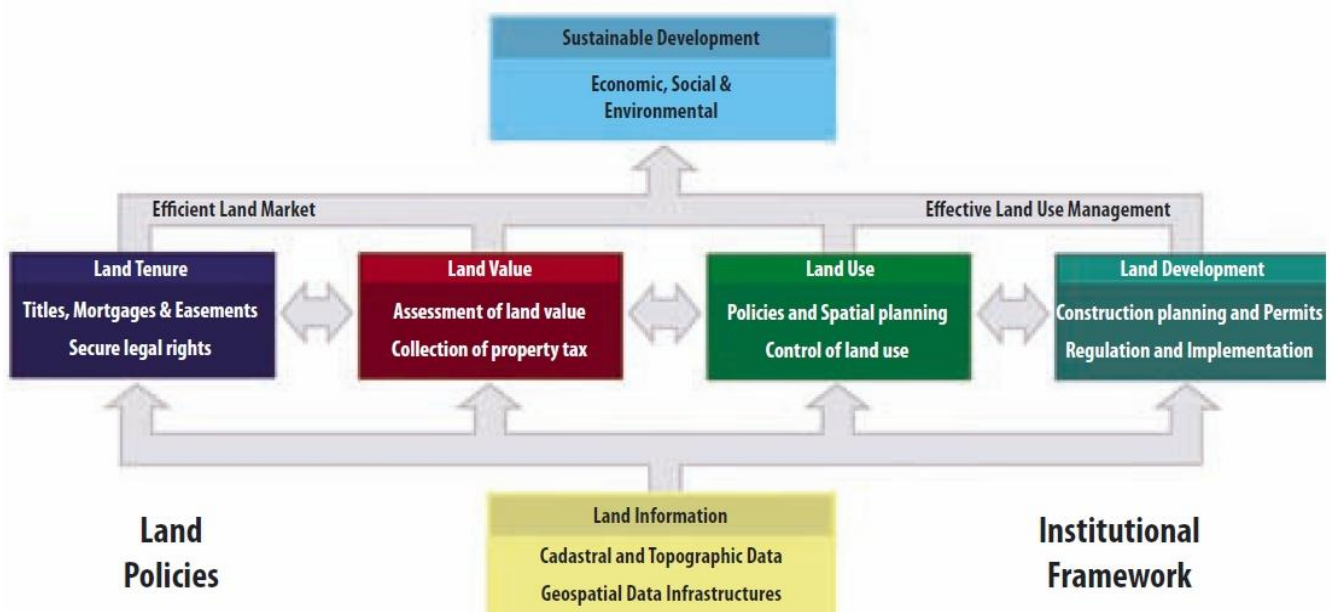 Sustainable Development
Economic, Social &
Environmental
Efficient Land Market
Effective Land Use Management
Land Tenure
Titles, Mortgages & Easements
Secure legal rights
Land Value
Assessment of land value
Collection of property tax
Land Use
Policies and Spatial planning
Control of land use
Land Development
Construction planning and Permits
Regulation and Implementation
Land
Policies
Land Information
Cadastral and Topographic Data
Geospatial Data Infrastructures
Institutional
Framework